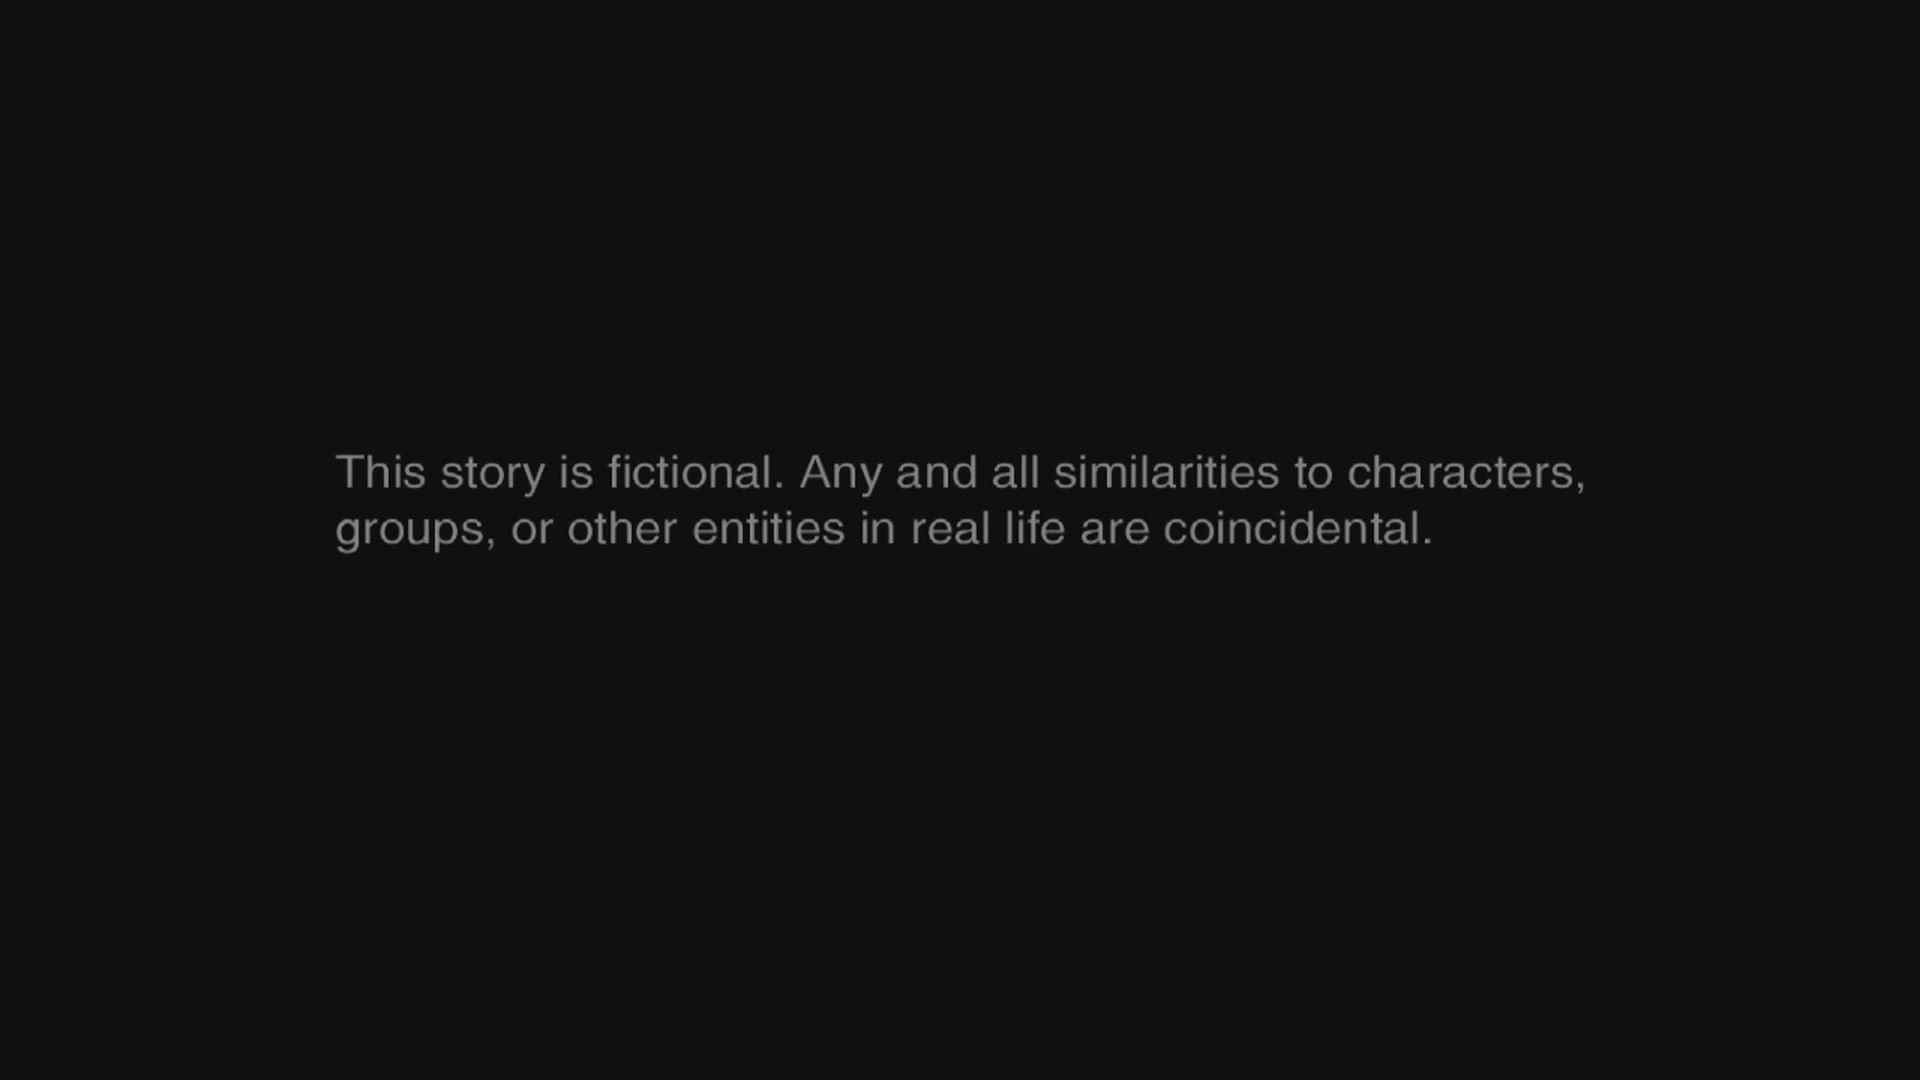 This story is fictional. Any and all similarities to characters,
groups, or other entities in real life are coincidental.